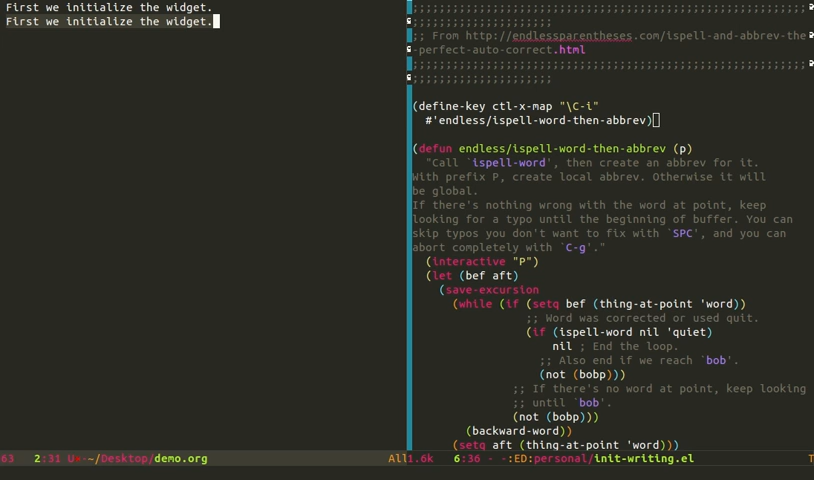 First we initialize the widget.
First we initialize the widget.
63 2:31 U*--~/Desktop/demo.org All
;;;;;;;;;;;;;;;;;;;;;;;;;;;;;;;;;;;;;;;;;;;;;;;;;;;;;;;;;;;
;;;;;;;;;;;;;;;;;;;;;
;; From http://endlessparentheses.com/ispell-and-abbrev-the
-perfect-auto-correct.html
;;;;;;;;;;;;;;;;;;;;;;;;;;;;;;;;;;;;;;;;;;;;;;;;;;;;;;;;;;;
;;;;;;;;;;;;;;;;;;;;;
(define-key ctl-x-map "\C-i"
#'endless/ispell-word-then-abbrev)
(defun endless/ispell-word-then-abbrev (p)
"Call `ispell-word', then create an abbrev for it.
With prefix P, create local abbrev. Otherwise it will
be global.
If there's nothing wrong with the word at point, keep
looking for a typo until the beginning of buffer. You can
skip typos you don't want to fix with `SPC', and you can
abort completely with `C-g'."
(interactive "P")
(let (bef aft)
(save-excursion
(while (if (setq bef (thing-at-point 'word))
;; Word was corrected or used quit.
(if (ispell-word nil 'quiet)
nil ; End the loop.
;; Also end if we reach `bob'.
(not (bobp)))
;; If there's no word at point, keep looking
;; until `bob'.
(not (bobp)))
(backward-word))
(setq aft (thing-at-point 'word)))
1.6k 6:36 - -:ED:personal/init-writing.el T